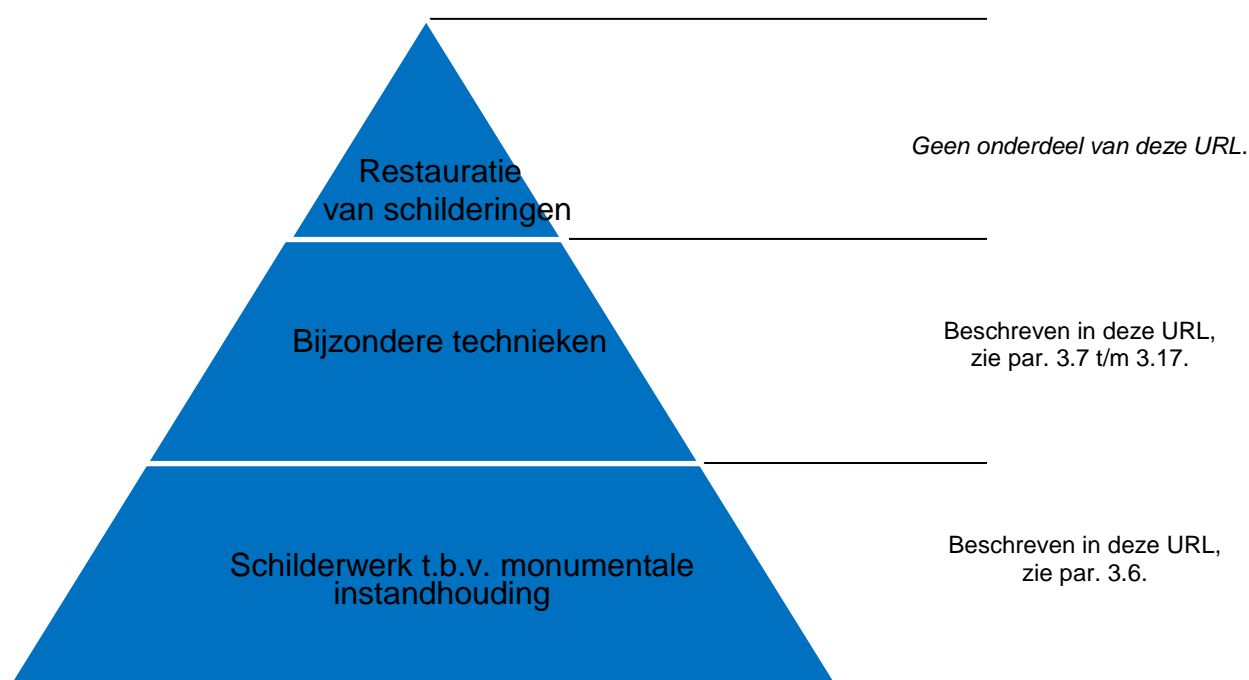 Geen onderdeel van deze URL.
Restauratie
van schilderingen
Bijzondere technieken
Beschreven in deze URL,
zie par. 3.7 t/m 3.17.
Schilderwerk t.b.v. monumentale
instandhouding
Beschreven in deze URL,
zie par. 3.6.